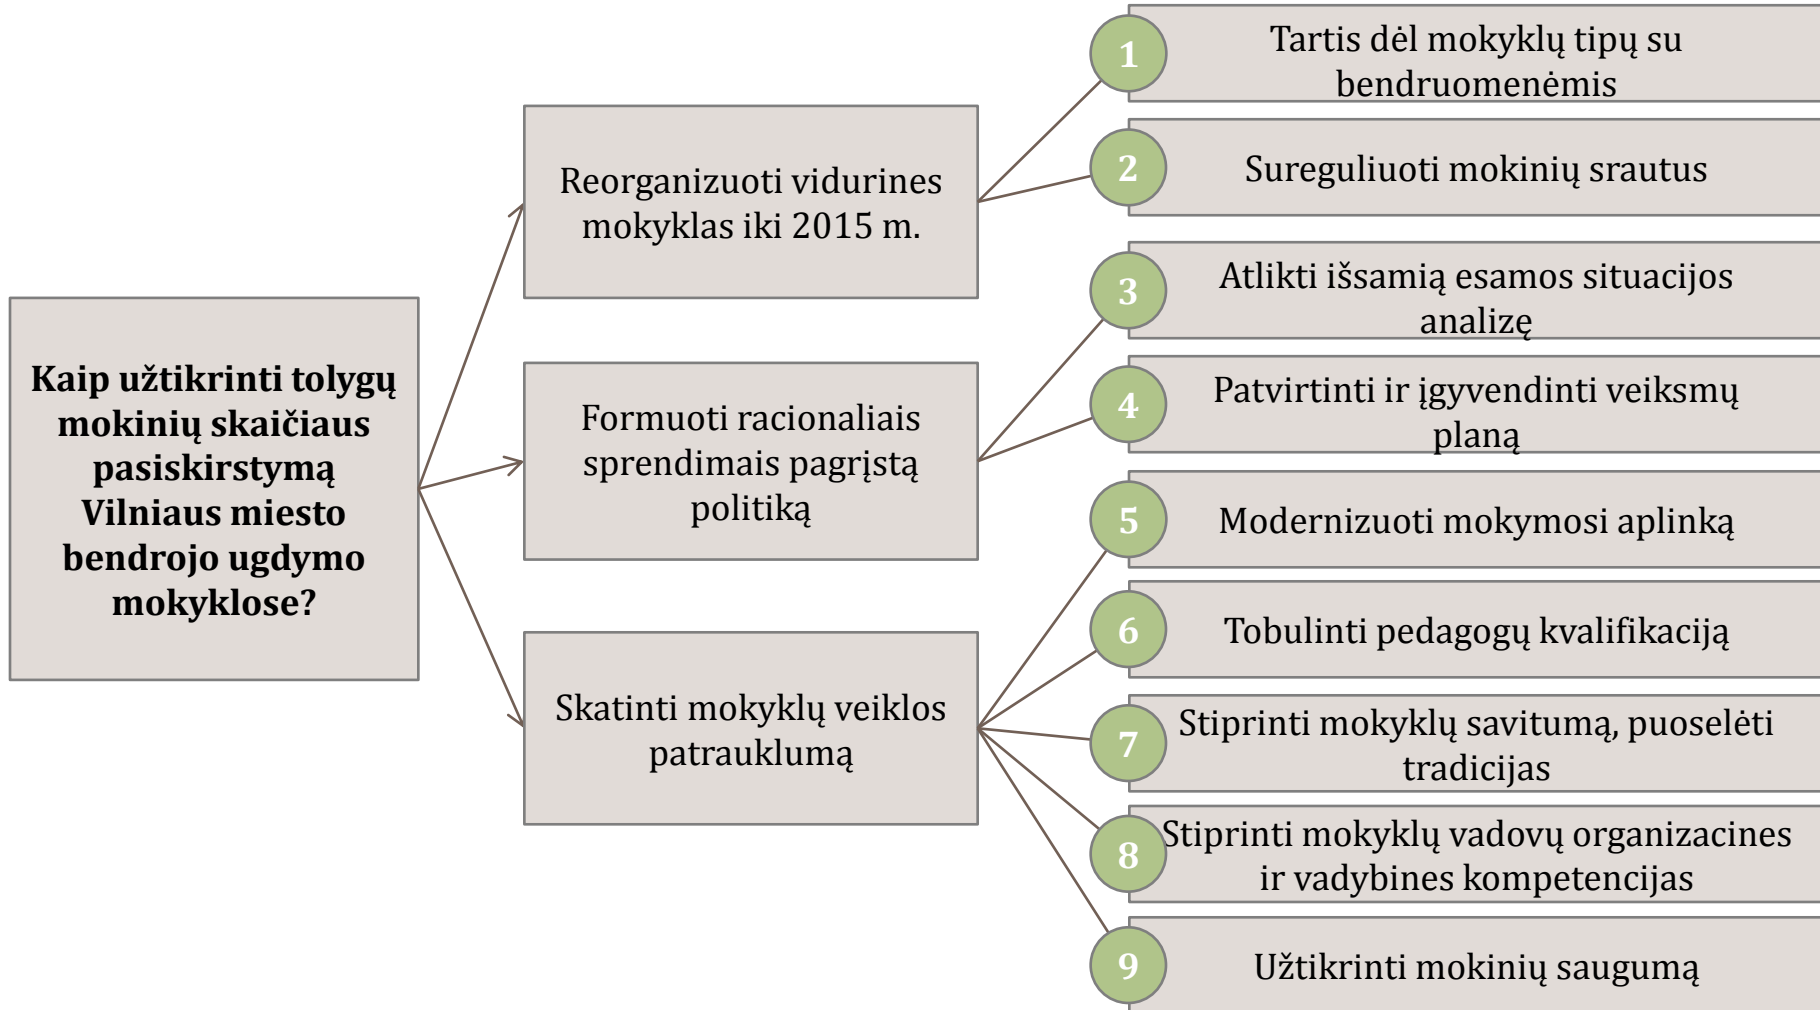 Kaip užtikrinti tolygų
mokinių skaičiaus
pasiskirstymą
Vilniaus miesto
bendrojo ugdymo
mokyklose?
Reorganizuoti vidurines
mokyklas iki 2015 m.
Formuoti racionaliais
sprendimais pagrįstą
politiką
Skatinti mokyklų veiklos
patrauklumą
1
Tartis dėl mokyklų tipų su
bendruomenėmis
2
Sureguliuoti mokinių srautus
3
Atlikti išsamią esamos situacijos
analizę
4
Patvirtinti ir įgyvendinti veiksmų
planą
5
Modernizuoti mokymosi aplinką
6
Tobulinti pedagogų kvalifikaciją
7
Stiprinti mokyklų savitumą, puoselėti
tradicijas
8
Stiprinti mokyklų vadovų organizacines
ir vadybines kompetencijas
9
Užtikrinti mokinių saugumą